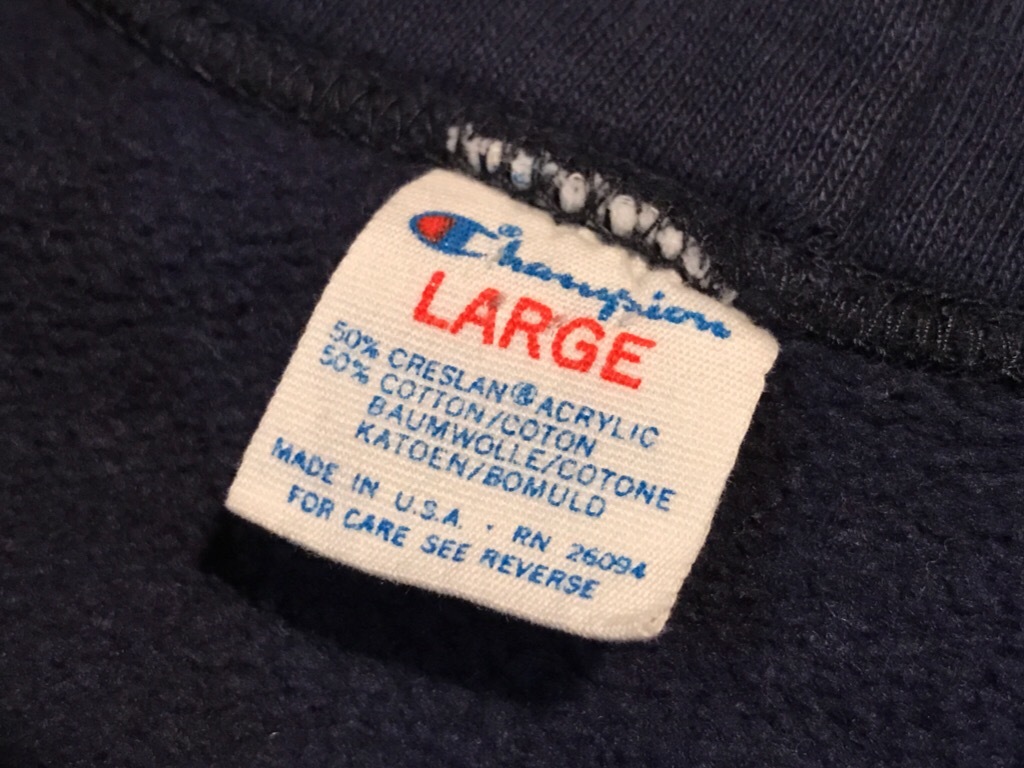 Champion
LARGE
50% CRESLAN® ACRYLIC
50% COTTON/COTON
BAUMWOLLE/COTONE
KATOEN/BOMULD
MADE IN U.S.A. · RN 26094
FOR CARE SEE REVERSE